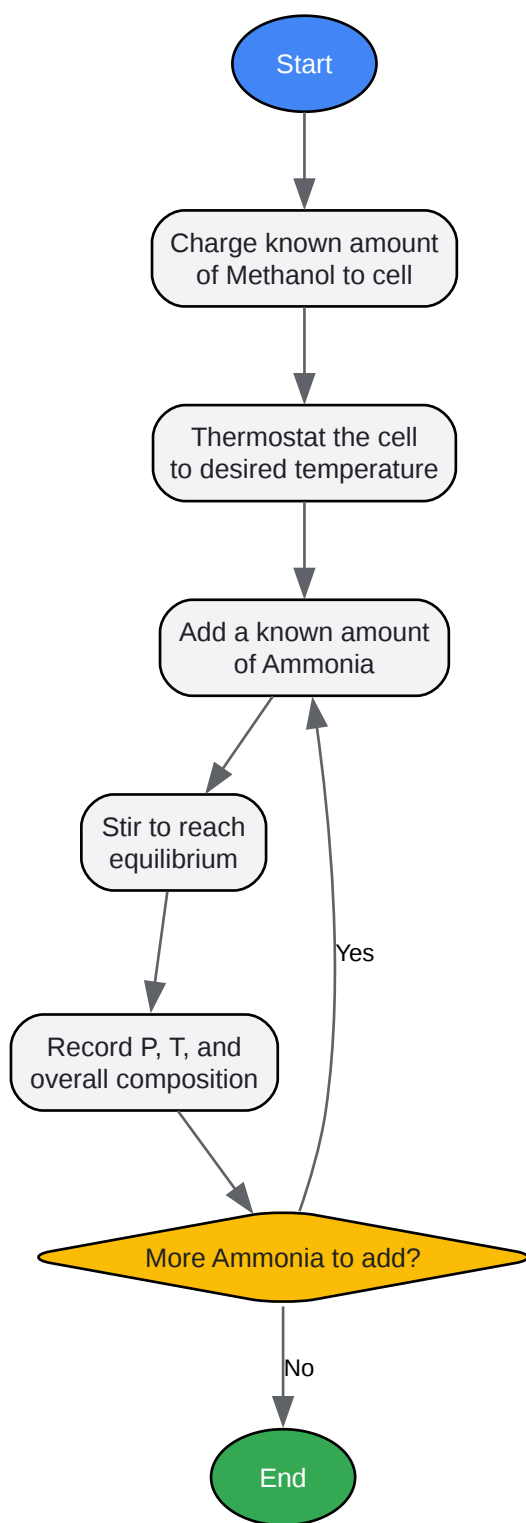 Start
Charge known amount
of Methanol to cell
Thermostat the cell
to desired temperature
Add a known amount
of Ammonia
Stir to reach
equilibrium
Yes
Record P, T, and
overall composition
More Ammonia to add?
No
End